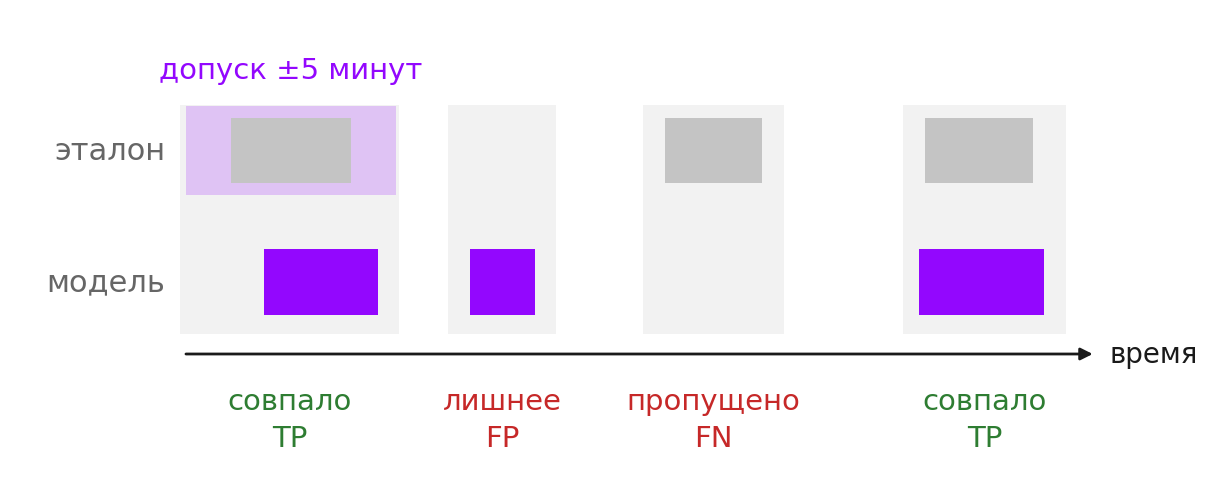 допуск ±5 минут
эталон
модель
время
совпало
TP
лишнее
FP
пропущено
FN
совпало
TP